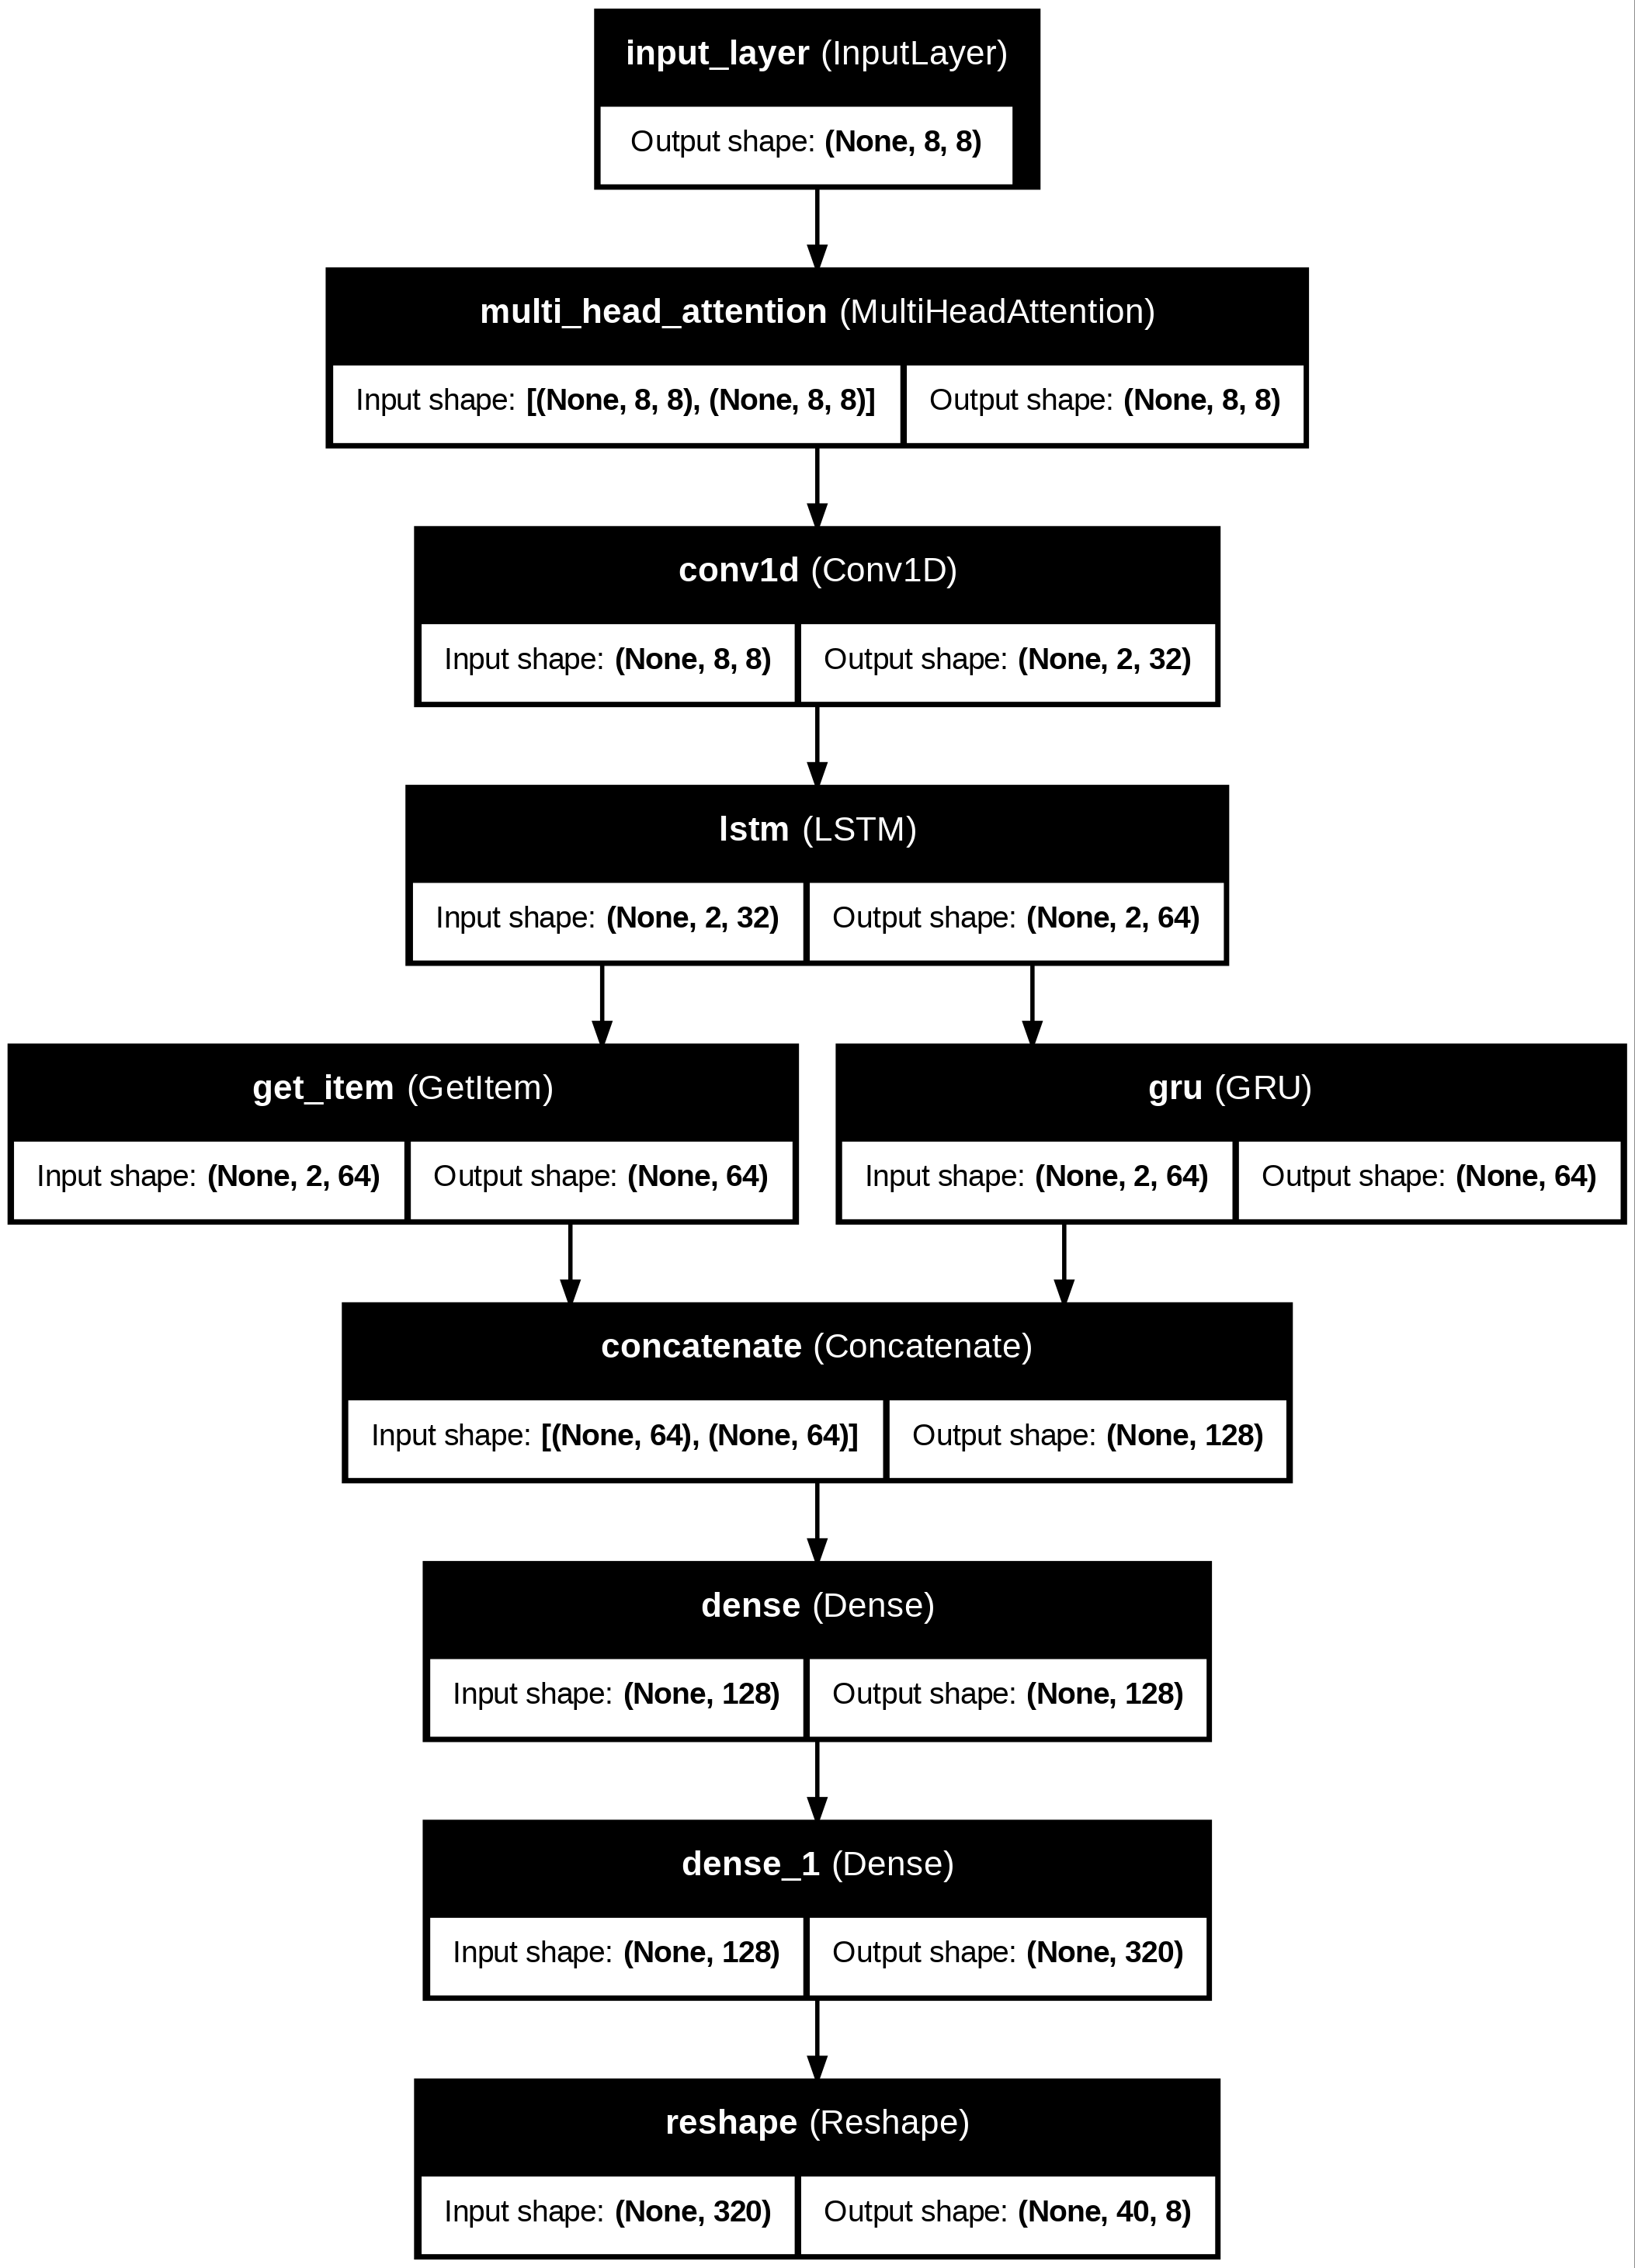 input_layer (InputLayer)
Output shape: (None, 8, 8)
multi_head_attention (MultiHeadAttention)
Input shape: [(None, 8, 8), (None, 8, 8)]
Output shape: (None, 8, 8)
conv1d (Conv1D)
Input shape: (None, 8, 8)
Output shape: (None, 2, 32)
lstm (LSTM)
Input shape: (None, 2, 32)
Output shape: (None, 2, 64)
get_item (GetItem)
Input shape: (None, 2, 64)
Output shape: (None, 64)
gru (GRU)
Input shape: (None, 2, 64)
Output shape: (None, 64)
concatenate (Concatenate)
Input shape: [(None, 64), (None, 64)]
Output shape: (None, 128)
dense (Dense)
Input shape: (None, 128)
Output shape: (None, 128)
dense_1 (Dense)
Input shape: (None, 128)
Output shape: (None, 320)
reshape (Reshape)
Input shape: (None, 320)
Output shape: (None, 40, 8)